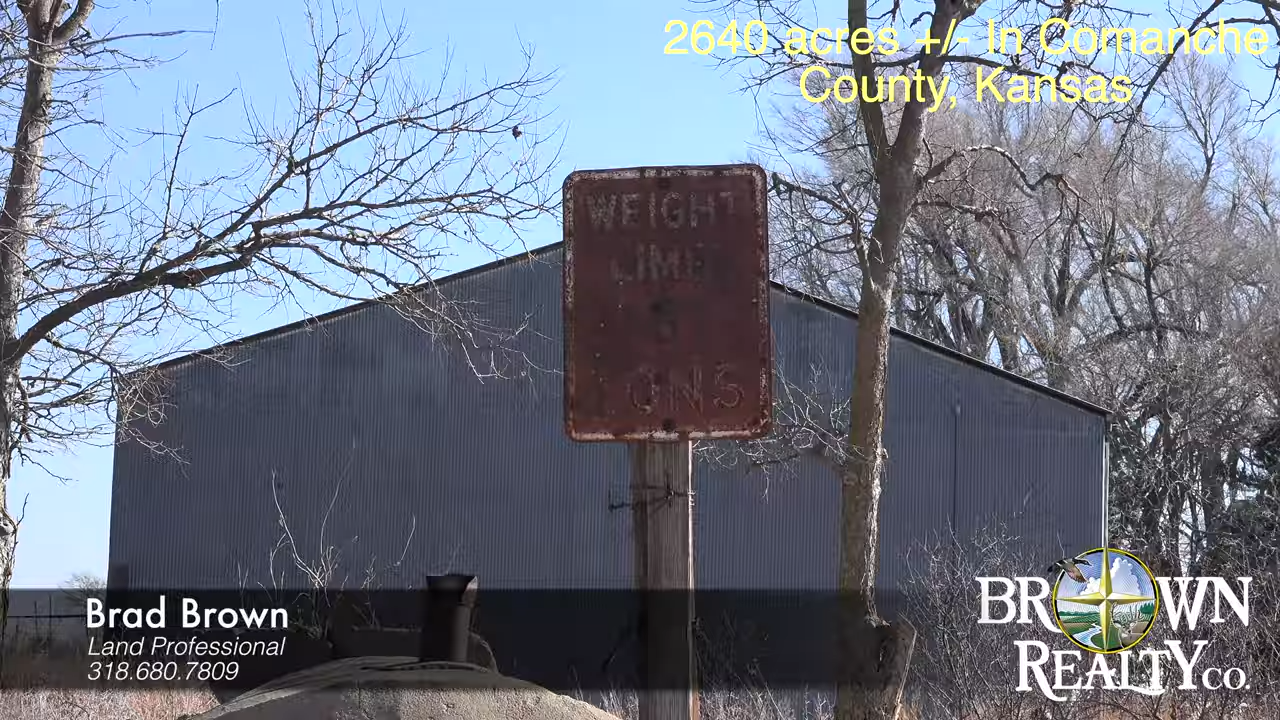 2640 acres +/- In Comanche
County, Kansas
WEIGHT
LIMIT
5
TONS
Brad Brown
Land Professional
318.680.7809
BROWN
REALTY CO.